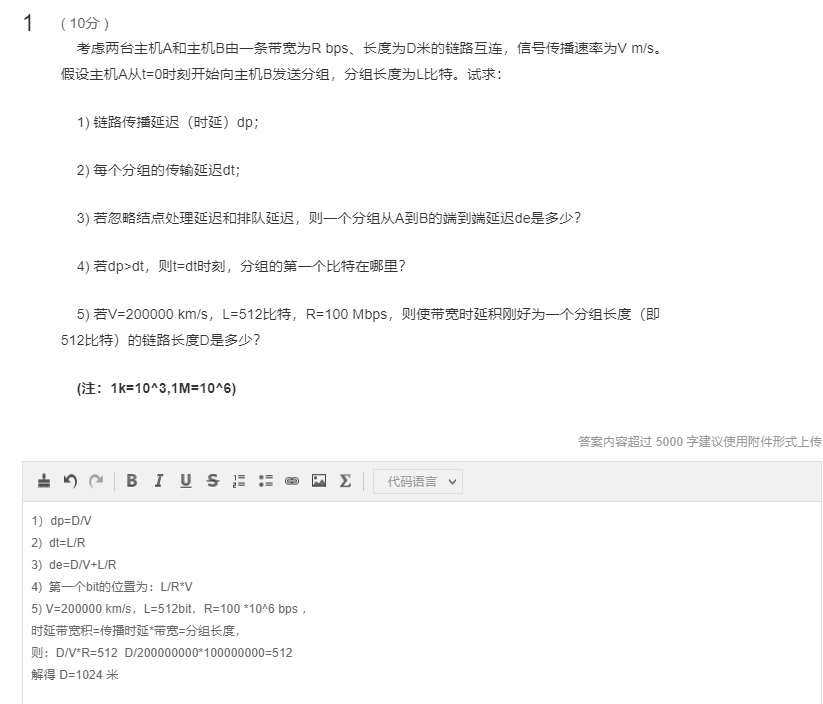 1 （10分）
考虑两台主机A和主机B由一条带宽为R bps、长度为D米的链路互连，信号传播速率为V m/s。
假设主机A从t=0时刻开始向主机B发送分组，分组长度为L比特。试求：
1) 链路传播延迟（时延）dp；
2) 每个分组的传输延迟dt；
3) 若忽略结点处理延迟和排队延迟，则一个分组从A到B的端到端延迟de是多少？
4) 若dp>dt，则t=dt时刻，分组的第一个比特在哪里？
5) 若V=200000 km/s，L=512比特，R=100 Mbps，则使带宽时延积刚好为一个分组长度（即
512比特）的链路长度D是多少？
(注：1k=10^3,1M=10^6)
答案内容超过 5000 字建议使用附件形式上传
B I U S Σ 代码语言
1）dp=D/V
2）dt=L/R
3）de=D/V+L/R
4）第一个bit的位置为：L/R*V
5) V=200000 km/s，L=512bit，R=100 *10^6 bps ，
时延带宽积=传播时延*带宽=分组长度，
则：D/V*R=512 D/200000000*100000000=512
解得 D=1024 米